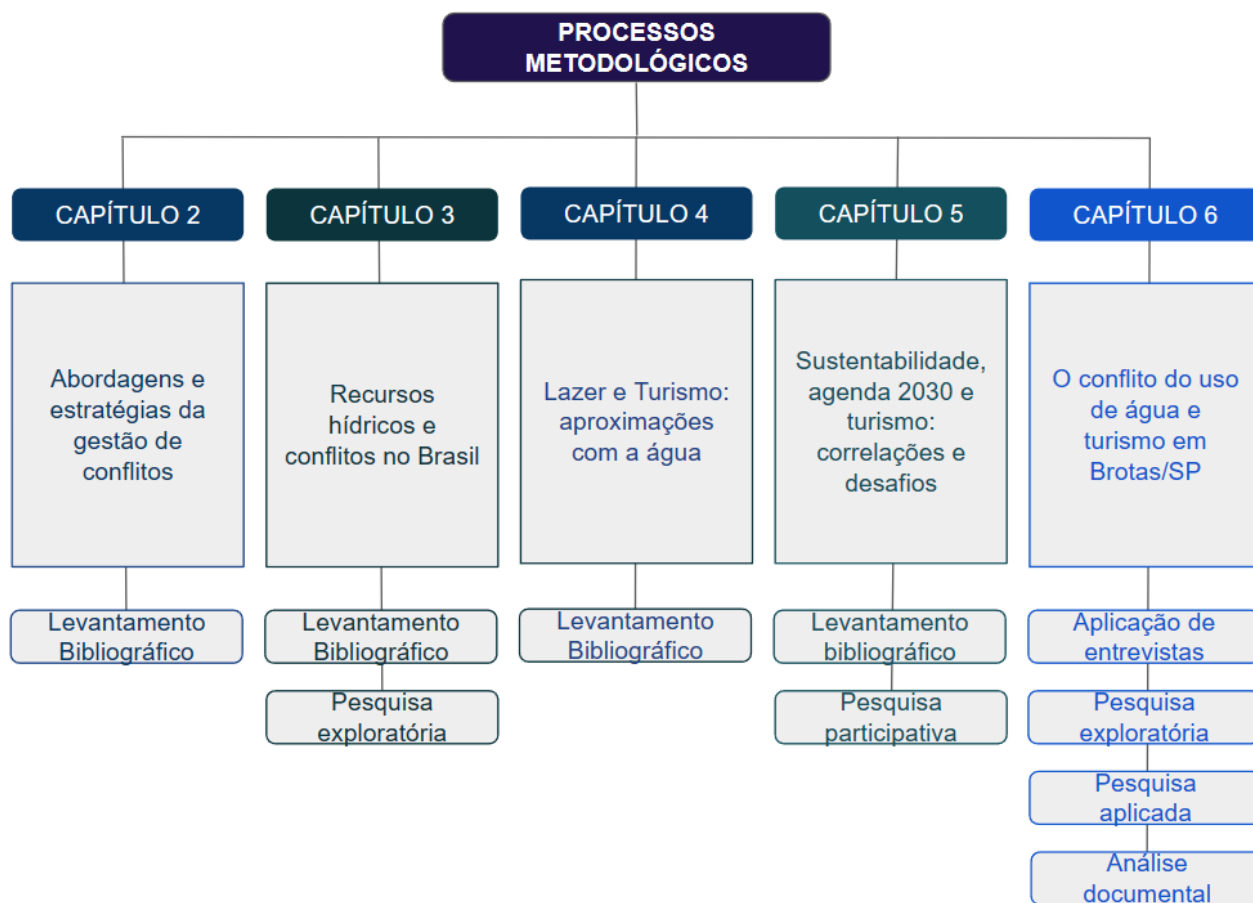 PROCESSOS
METODOLÓGICOS
CAPÍTULO 2
Abordagens e
estratégias da
gestão de
conflitos
Levantamento
Bibliográfico
CAPÍTULO 3
Recursos
hídricos e
conflitos no Brasil
Levantamento
Bibliográfico
Pesquisa
exploratória
CAPÍTULO 4
Lazer e Turismo:
aproximações
com a água
Levantamento
Bibliográfico
CAPÍTULO 5
Sustentabilidade,
agenda 2030 e
turismo:
correlações e
desafios
Levantamento
bibliográfico
Pesquisa
participativa
CAPÍTULO 6
O conflito do uso
de água e
turismo em
Brotas/SP
Aplicação de
entrevistas
Pesquisa
exploratória
Pesquisa
aplicada
Análise
documental